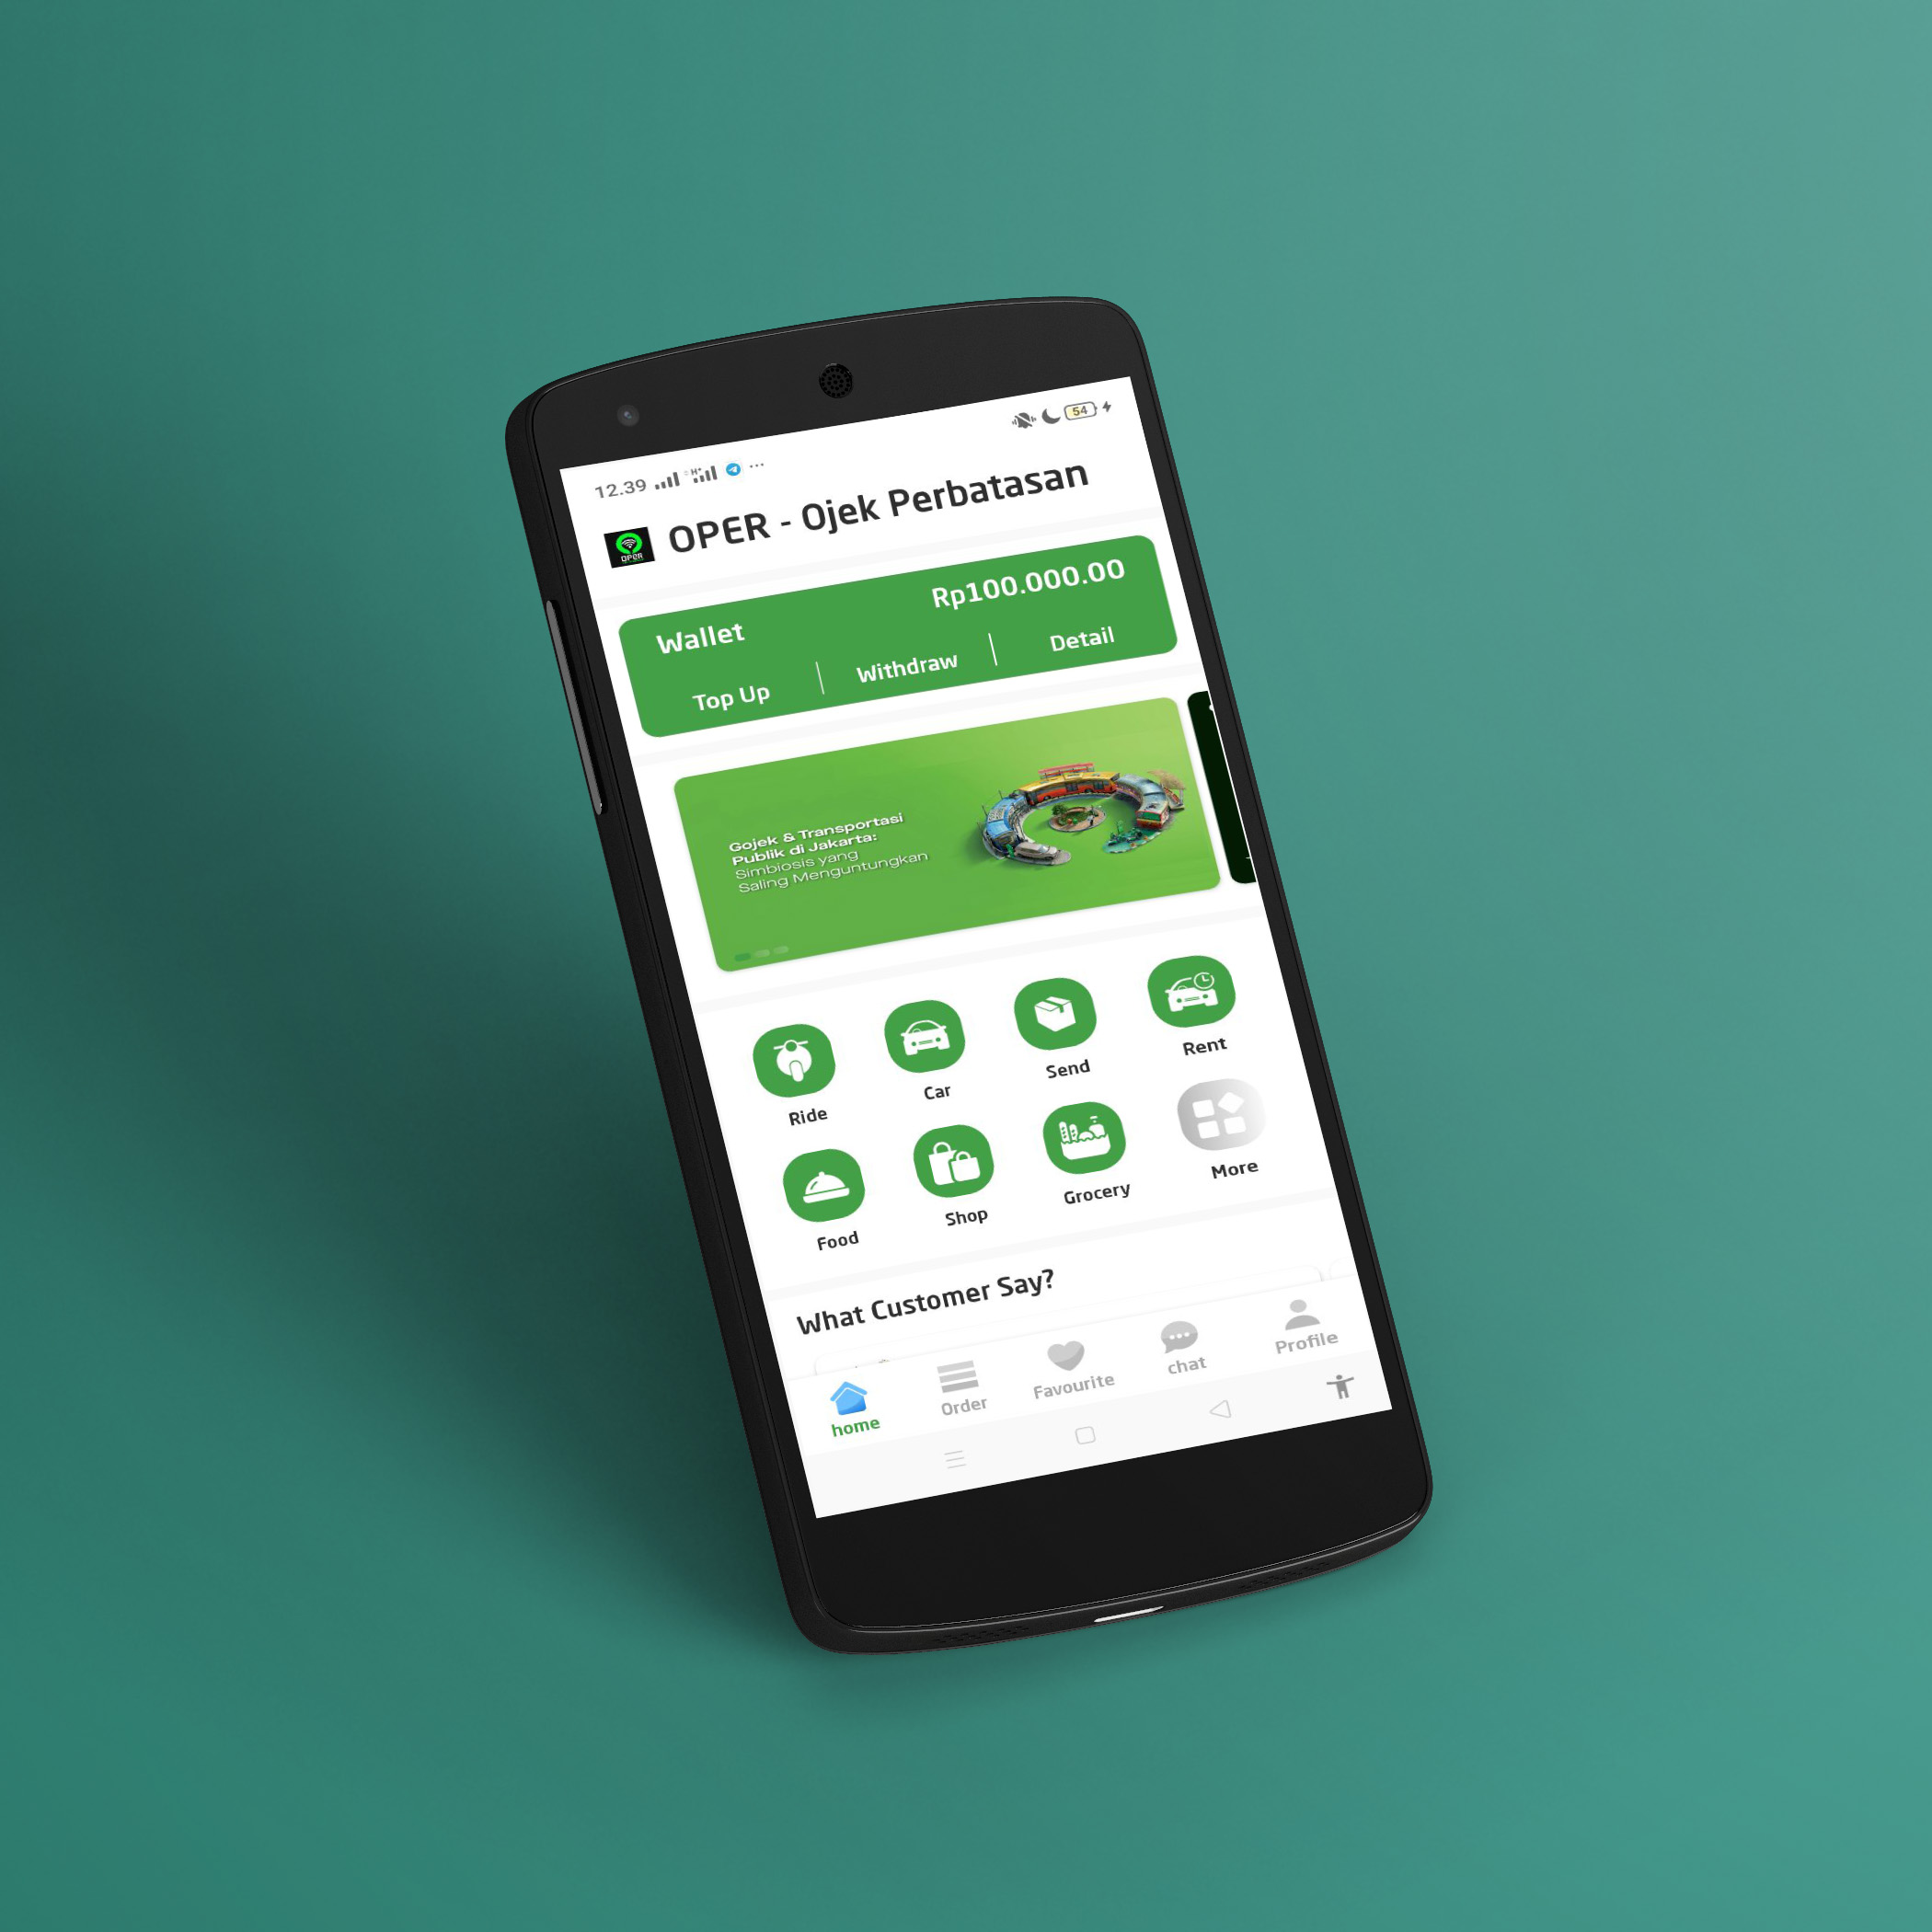 12.39
H+
54
OPER
OPER - Ojek Perbatasan
Wallet
Rp100.000.00
Top Up
Withdraw
Detail
Gojek & Transportasi
Publik di Jakarta:
Simbiosis yang
Saling Menguntungkan
Ride
Car
Send
Rent
Food
Shop
Grocery
More
What Customer Say?
home
Order
Favourite
chat
Profile